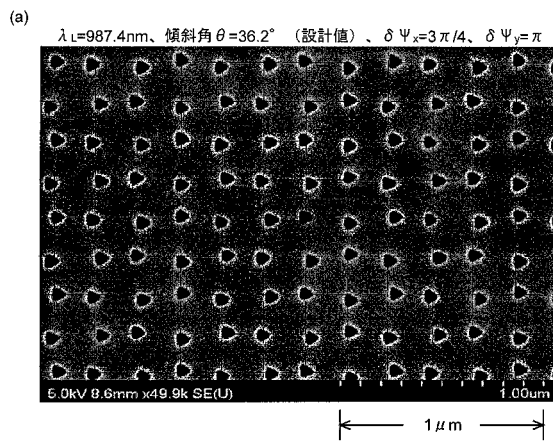 (a)
λL=987.4nm、傾斜角θ=36.2° (設計値)、δΨx=3π/4、δΨy=π
5.0kV 8.6mm x49.9k SE(U)
1.00um
1μm